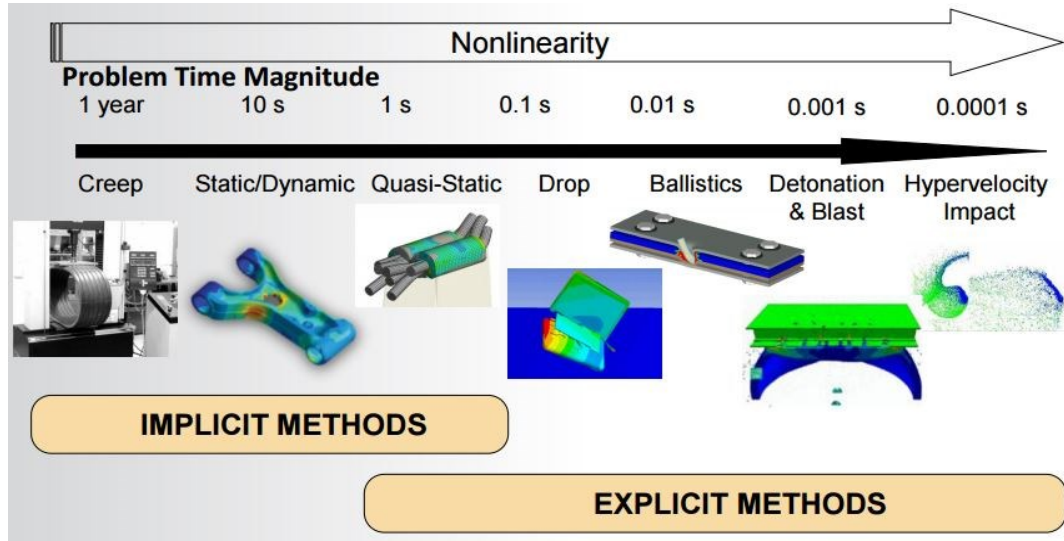 Nonlinearity
Problem Time Magnitude
1 year 10 s 1 s 0.1 s 0.01 s 0.001 s 0.0001 s
Creep Static/Dynamic Quasi-Static Drop Ballistics Detonation & Blast Hypervelocity Impact
IMPLICIT METHODS
EXPLICIT METHODS